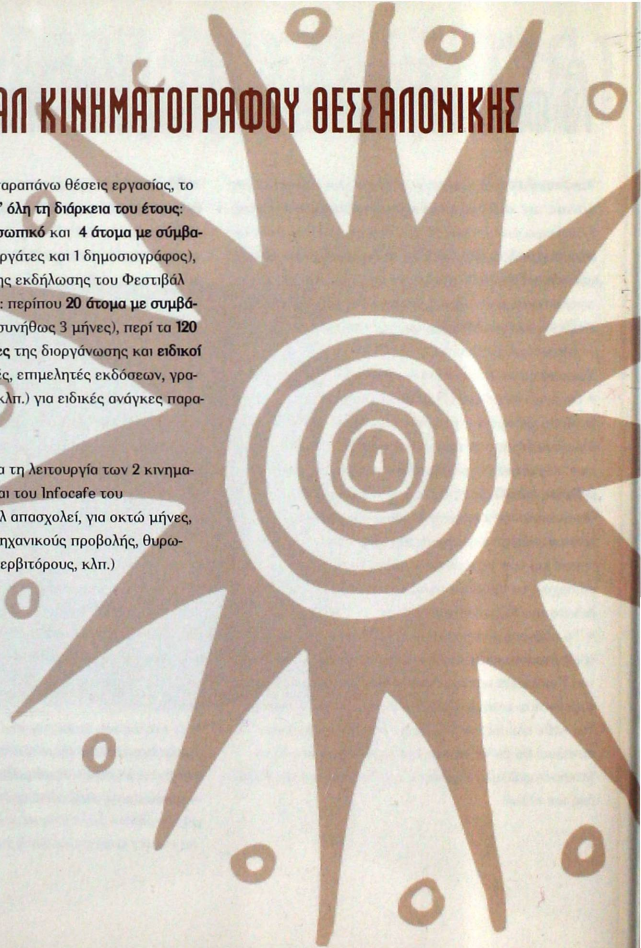 ΑΛ ΚΙΝΗΜΑΤΟΓΡΑΦΟΥ ΘΕΣΣΑΛΟΝΙΚΗΣ
αραπάνω θέσεις εργασίας, το
’ όλη τη διάρκεια του έτους:
σωπικό και 4 άτομα με σύμβα-
ργάτες και 1 δημοσιογράφος),
ης εκδήλωσης του Φεστιβάλ
: περίπου 20 άτομα με συμβά-
συνήθως 3 μήνες), περί τα 120
ες της διοργάνωσης και ειδικοί
ές, επιμελητές εκδόσεων, γρα-
κλπ.) για ειδικές ανάγκες παρα-
α τη λειτουργία των 2 κινημα-
αι του Infocafe του
λ απασχολεί, για οκτώ μήνες,
ηχανικούς προβολής, θυρω-
ερβιτόρους, κλπ.)